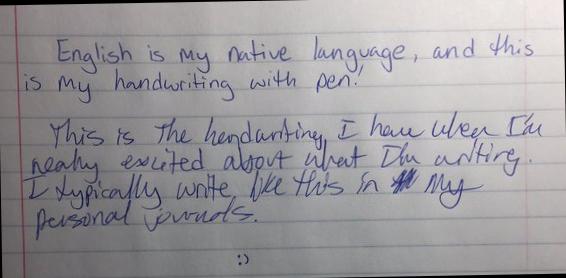 English is my native language, and this
is my handwriting with pen!
This is the handwriting I have when I'm
really excited about what I'm writing.
I typically write like this in my
personal journals.
:)